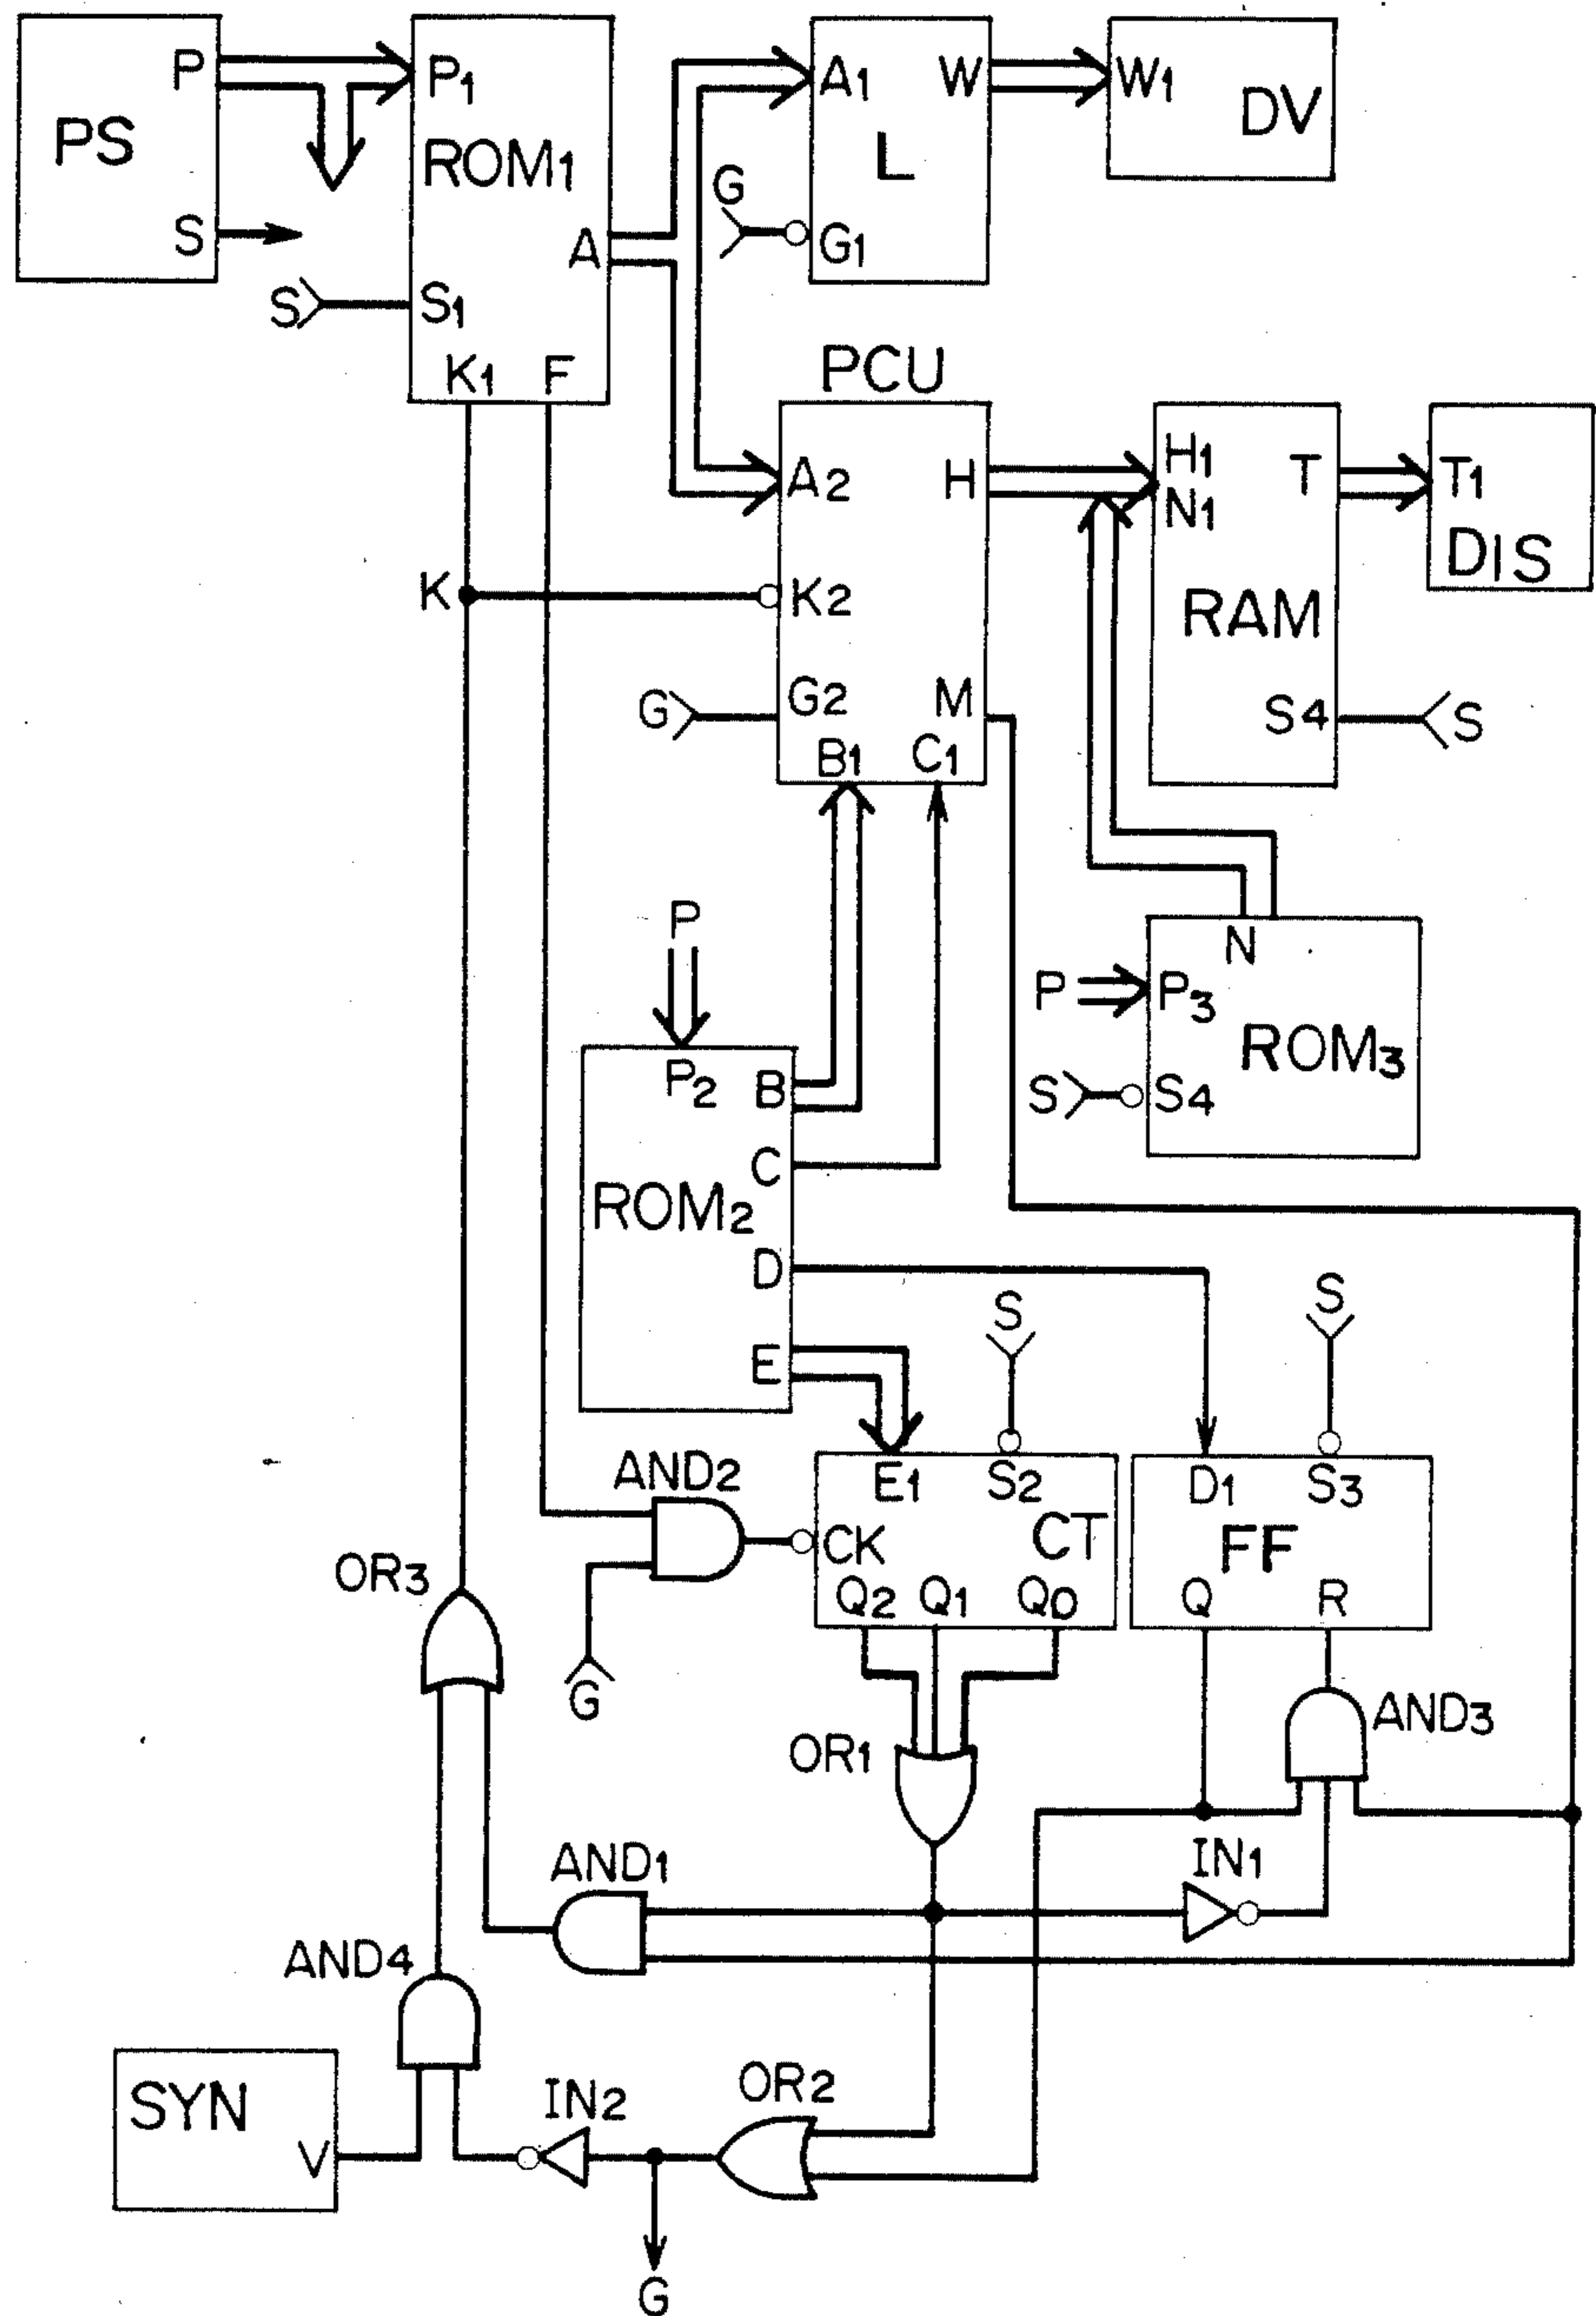 PS
P
S
S
P1
ROM1
A
S1
K1 F
A1 W
L
G
G1
W1
DV
PCU
A2 H
K
K2
G
G2 M
B1 C1
H1 T
N1
RAM
S4
S
T1
DIS
P
P2
B
C
ROM2
D
E
N
P
P3
ROM3
S
S4
S
S
AND2
E1 S2
CK CT
Q2 Q1 Q0
D1 S3
FF
Q R
G
OR3
OR1
AND3
AND1
IN1
AND4
SYN
V
IN2
OR2
G